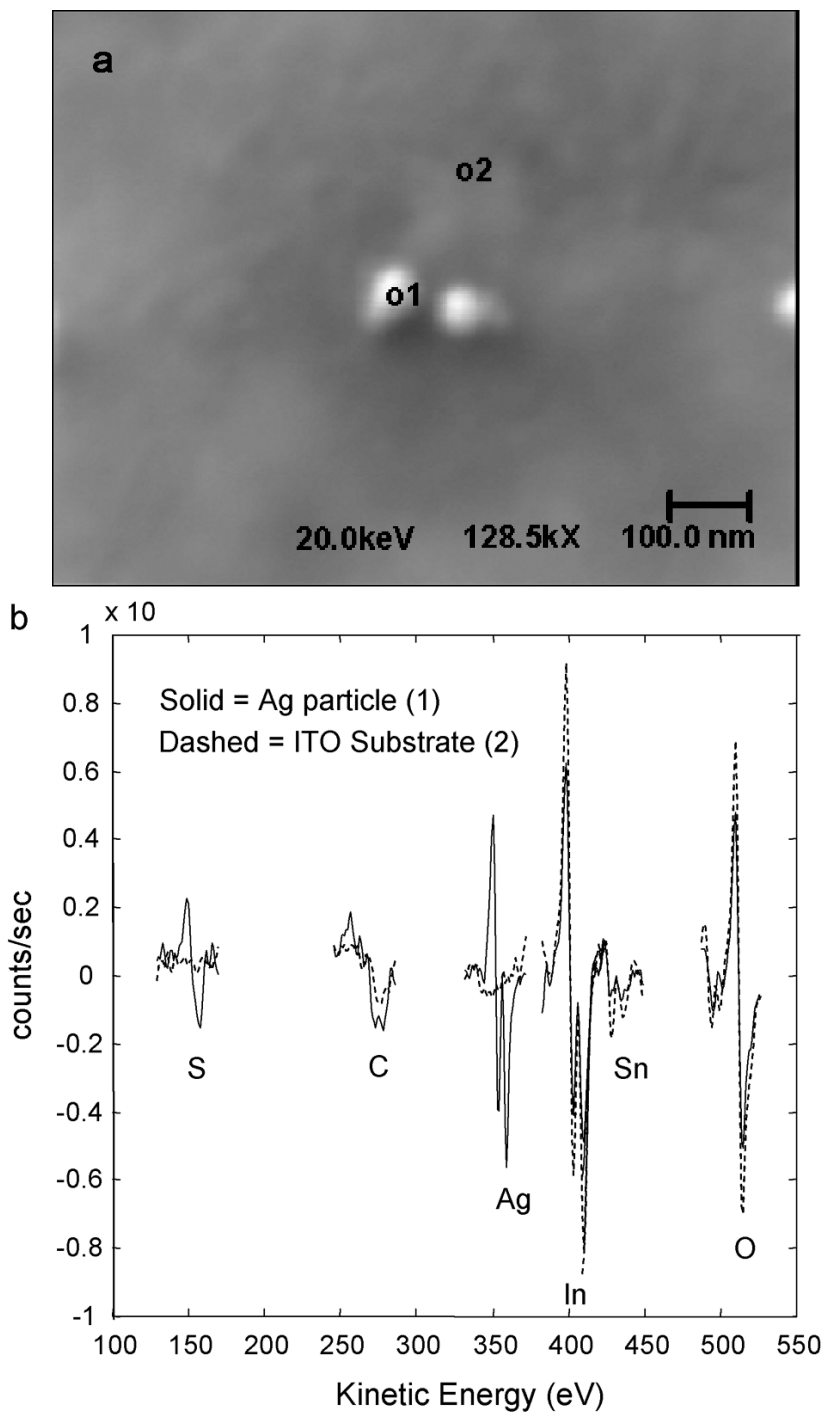 a
o2
o1
20.0keV 128.5kX 100.0 nm
b
x 10
1
0.8
0.6
0.4
0.2
0
-0.2
-0.4
-0.6
-0.8
-1
counts/sec
Solid = Ag particle (1)
Dashed = ITO Substrate (2)
S
C
Ag
In
Sn
O
100 150 200 250 300 350 400 450 500 550
Kinetic Energy (eV)